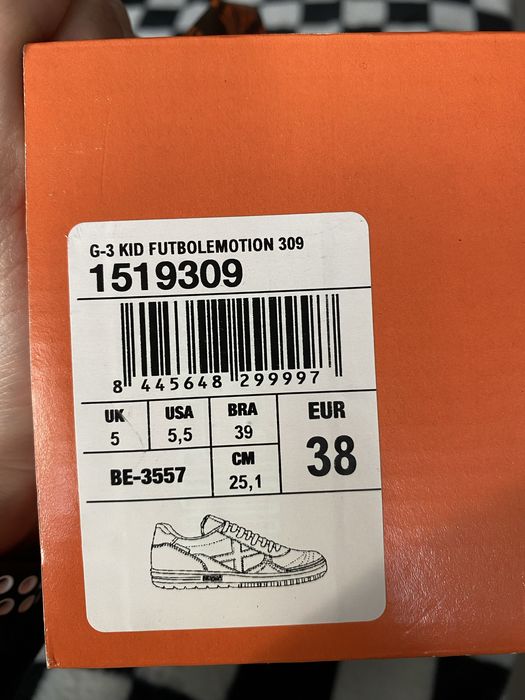 G-3 KID FUTBOLEMOTION 309
1519309
8 445648 299997
UK USA BRA EUR
5 5,5 39 38
BE-3557 CM
25,1